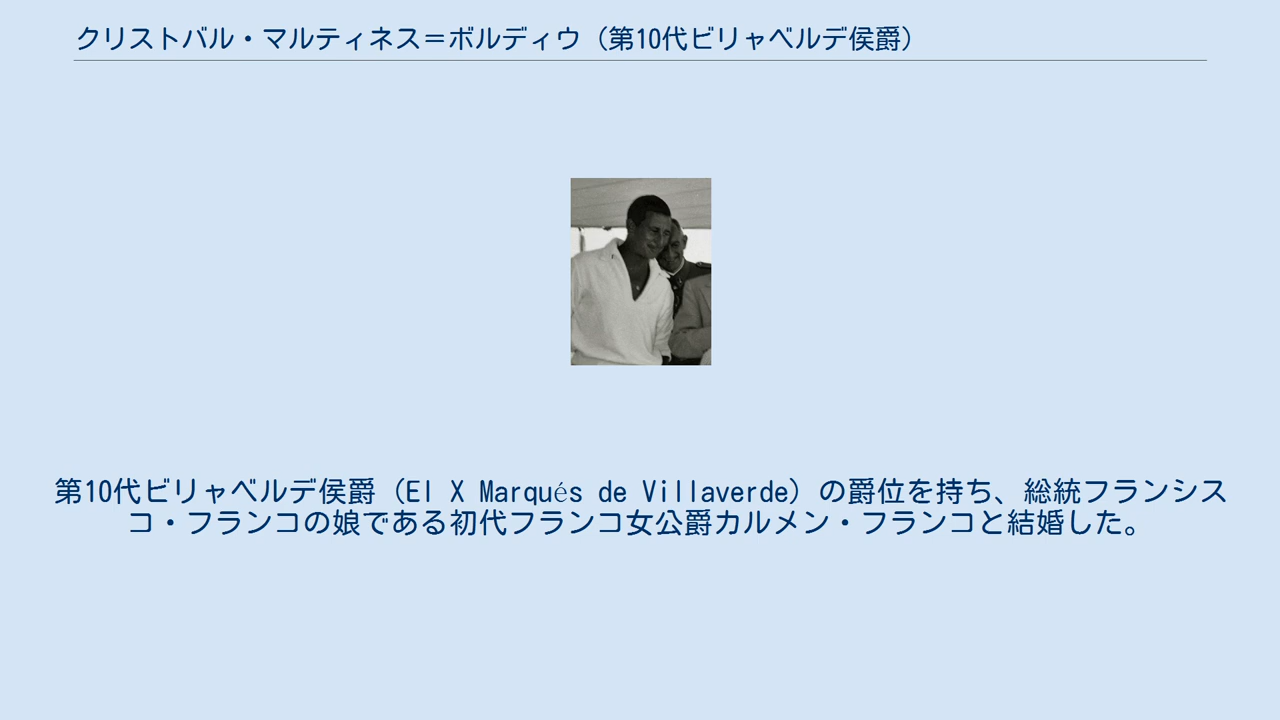 クリストバル・マルティネス＝ボルディウ（第10代ビリャベルデ侯爵）
第10代ビリャベルデ侯爵（El X Marqués de Villaverde）の爵位を持ち、総統フランシス
コ・フランコの娘である初代フランコ女公爵カルメン・フランコと結婚した。